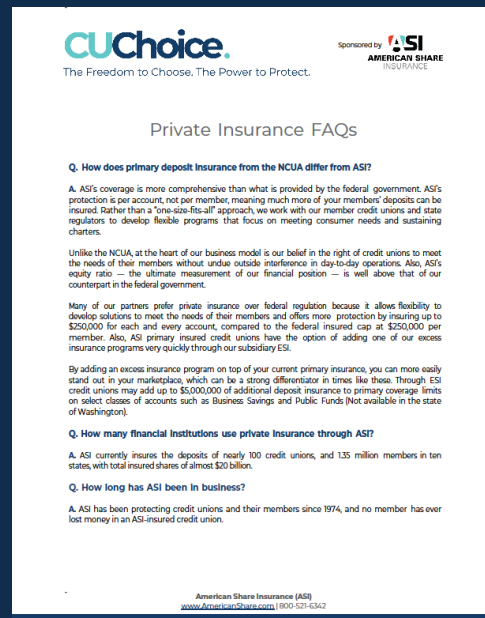 CUChoice.
The Freedom to Choose. The Power to Protect.
Sponsored by ASI
AMERICAN SHARE
INSURANCE
Private Insurance FAQs
Q. How does primary deposit insurance from the NCUA differ from ASI?
A. ASI's coverage is more comprehensive than what is provided by the federal government. ASI's
protection is per account, not per member, meaning much more of your members' deposits can be
insured. Rather than a "one-size-fits-all" approach, we work with our member credit unions and state
regulators to develop flexible programs that focus on meeting consumer needs and sustaining
charters.
Unlike the NCUA, at the heart of our business model is our belief in the right of credit unions to meet
the needs of their members without undue outside interference in day-to-day operations. Also, ASI's
equity ratio — the ultimate measurement of our financial position — is well above that of our
counterpart in the federal government.
Many of our partners prefer private insurance over federal regulation because it allows flexibility to
develop solutions to meet the needs of their members and offers more protection by insuring up to
$250,000 for each and every account, compared to the federal insured cap at $250,000 per
member. Also, ASI primary insured credit unions have the option of adding one of our excess
insurance programs very quickly through our subsidiary ESI.
By adding an excess insurance program on top of your current primary insurance, you can more easily
stand out in your marketplace, which can be a strong differentiator in times like these. Through ESI
credit unions may add up to $5,000,000 of additional deposit insurance to primary coverage limits
on select classes of accounts such as Business Savings and Public Funds (Not available in the state
of Washington).
Q. How many financial institutions use private insurance through ASI?
A. ASI currently insures the deposits of nearly 100 credit unions, and 1.35 million members in ten
states, with total insured shares of almost $20 billion.
Q. How long has ASI been in business?
A. ASI has been protecting credit unions and their members since 1974, and no member has ever
lost money in an ASI-insured credit union.
American Share Insurance (ASI)
www.AmericanShare.com | 800-521-6342